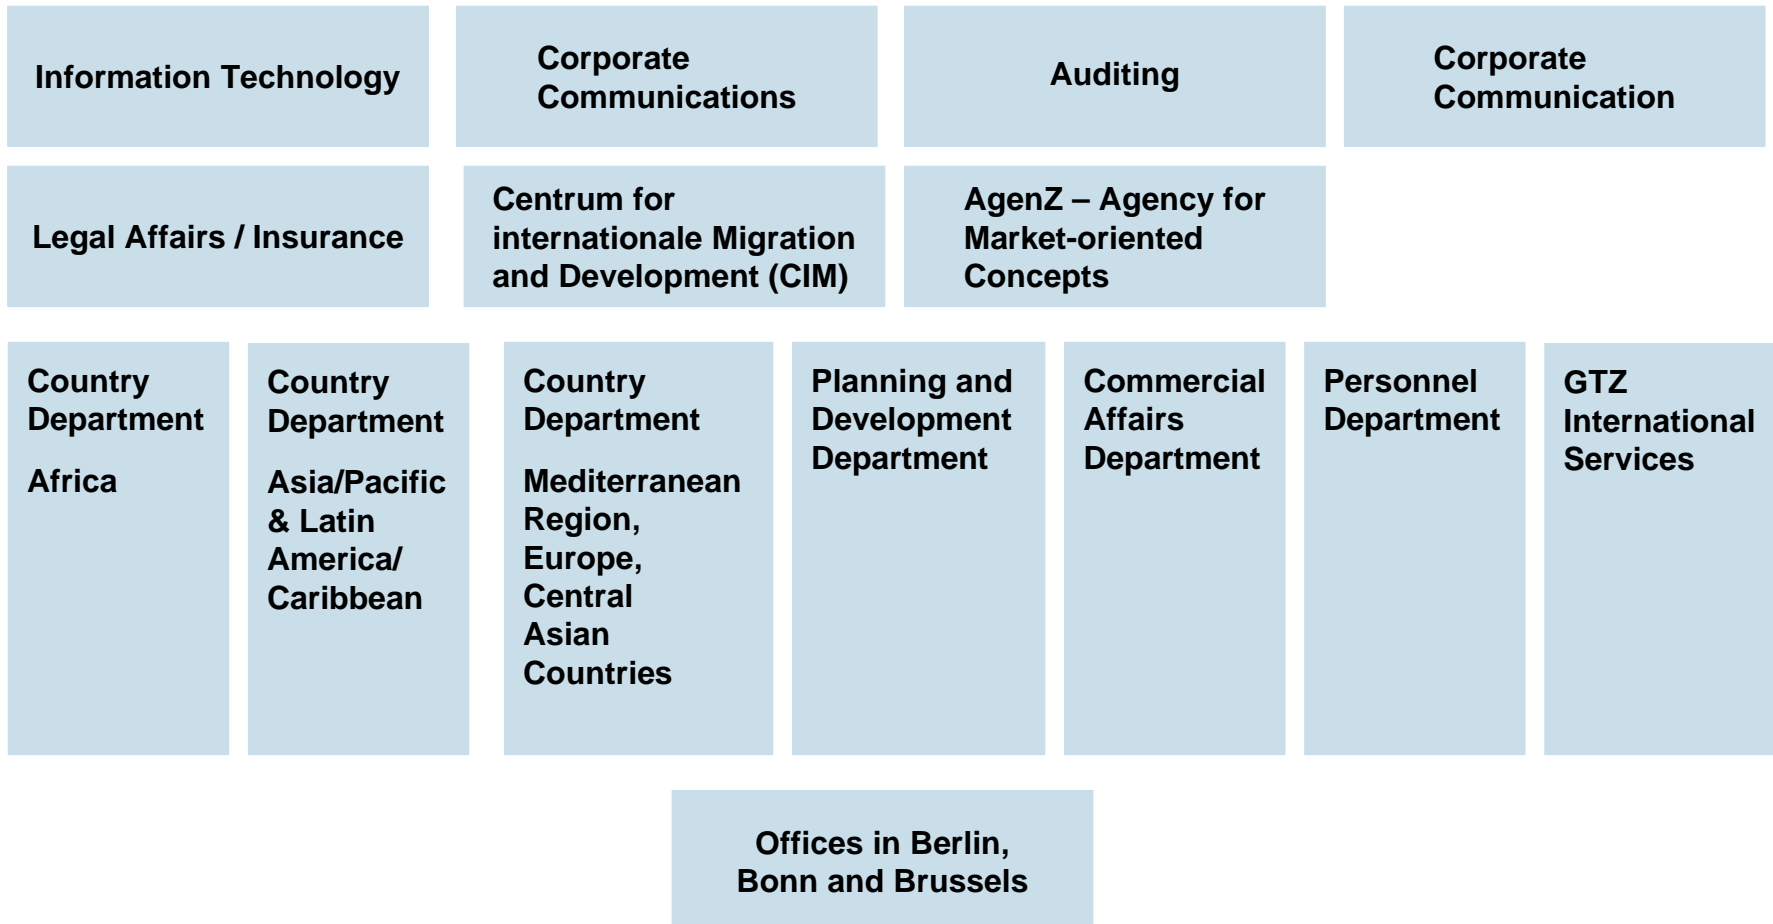 Information Technology
Corporate
Communications
Auditing
Corporate
Communication
Legal Affairs / Insurance
Centrum for
internationale Migration
and Development (CIM)
AgenZ – Agency for
Market-oriented
Concepts
Country
Department
Africa
Country
Department
Asia/Pacific
& Latin
America/
Caribbean
Country
Department
Mediterranean
Region,
Europe,
Central
Asian
Countries
Planning and
Development
Department
Commercial
Affairs
Department
Personnel
Department
GTZ
International
Services
Offices in Berlin,
Bonn and Brussels